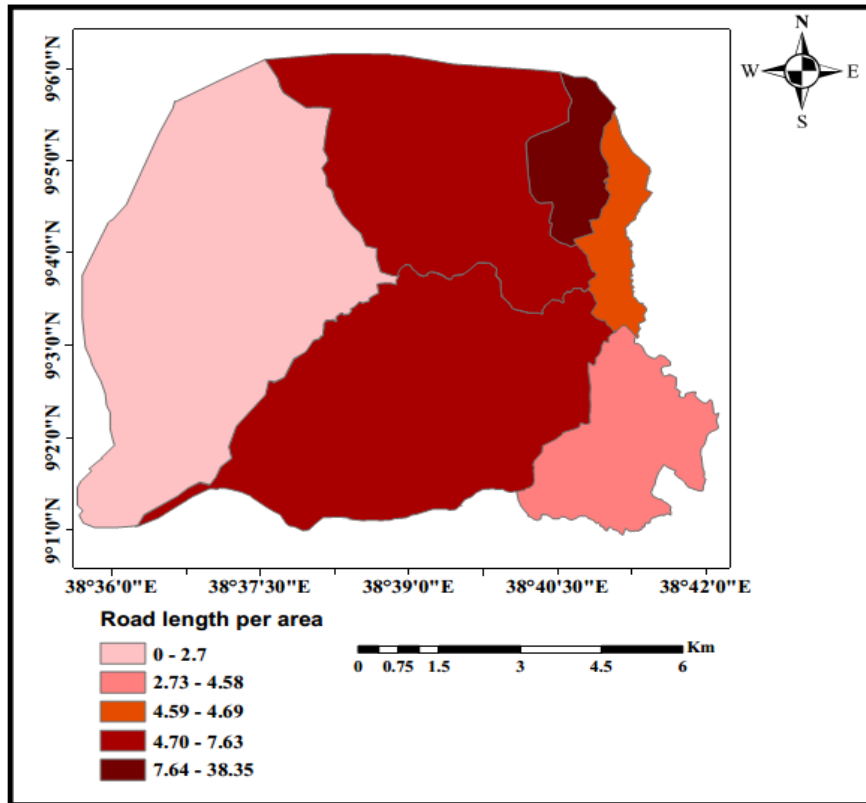 N
W E
S
9°6'0"N
9°5'0"N
9°4'0"N
9°3'0"N
9°2'0"N
9°1'0"N
38°36'0"E 38°37'30"E 38°39'0"E 38°40'30"E 38°42'0"E
Road length per area
0 - 2.7
2.73 - 4.58
4.59 - 4.69
4.70 - 7.63
7.64 - 38.35
Km
0 0.75 1.5 3 4.5 6